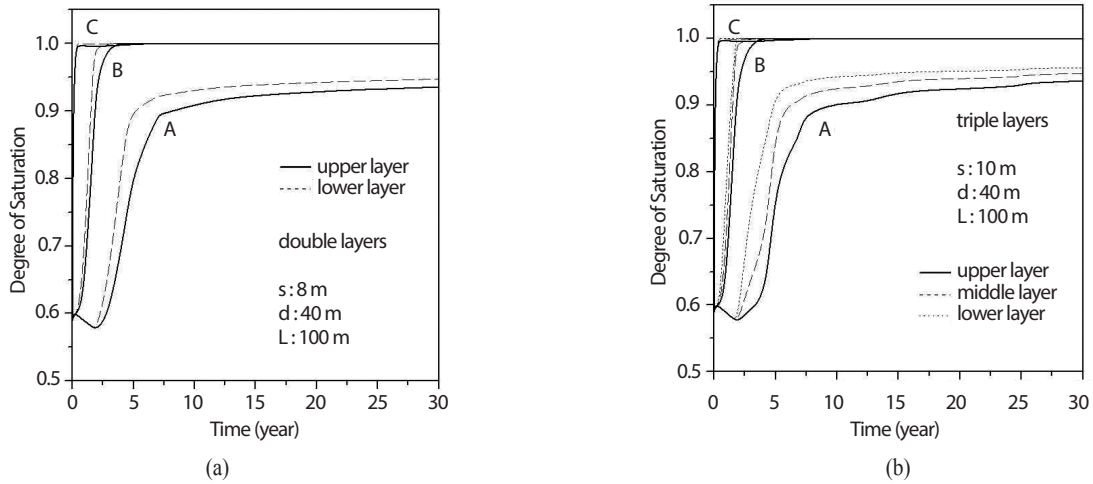 C
1.0
B
0.9
A
upper layer
lower layer
0.8
double layers
0.7
s : 8 m
d : 40 m
L : 100 m
0.6
0.5
0 5 10 15 20 25 30
Time (year)
Degree of Saturation
(a)
C
1.0
B
0.9
A
triple layers
0.8
s : 10 m
d : 40 m
L : 100 m
0.7
upper layer
middle layer
lower layer
0.6
0.5
0 5 10 15 20 25 30
Time (year)
Degree of Saturation
(b)